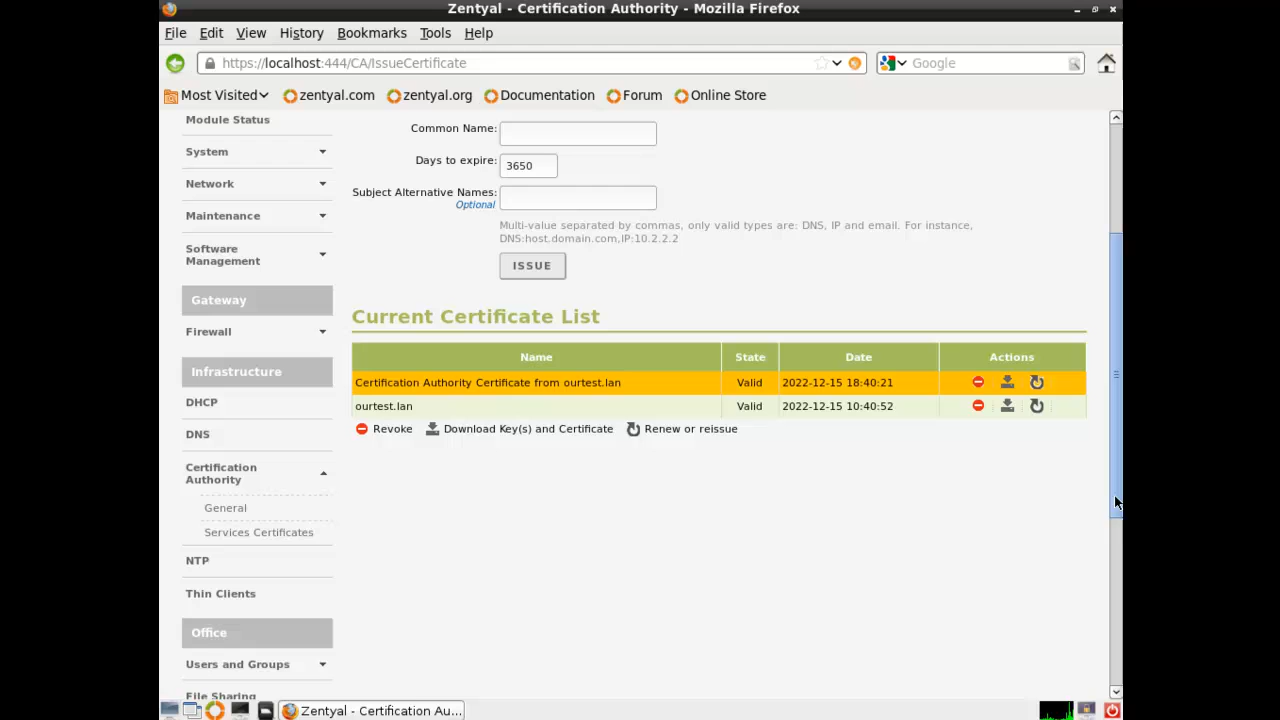 Zentyal - Certification Authority - Mozilla Firefox
File Edit View History Bookmarks Tools Help
https://localhost:444/CA/IssueCertificate Google
Most Visited zentyal.com zentyal.org Documentation Forum Online Store
Module Status
System
Network
Maintenance
Software
Management
Gateway
Firewall
Infrastructure
DHCP
DNS
Certification
Authority
General
Services Certificates
NTP
Thin Clients
Office
Users and Groups
File Sharing
Common Name:
Days to expire: 3650
Subject Alternative Names:
Optional
Multi-value separated by commas, only valid types are: DNS, IP and email. For instance,
DNS:host.domain.com,IP:10.2.2.2
ISSUE
Current Certificate List
Name State Date Actions
Certification Authority Certificate from ourtest.lan Valid 2022-12-15 18:40:21
ourtest.lan Valid 2022-12-15 10:40:52
Revoke Download Key(s) and Certificate Renew or reissue
Zentyal - Certification Au...